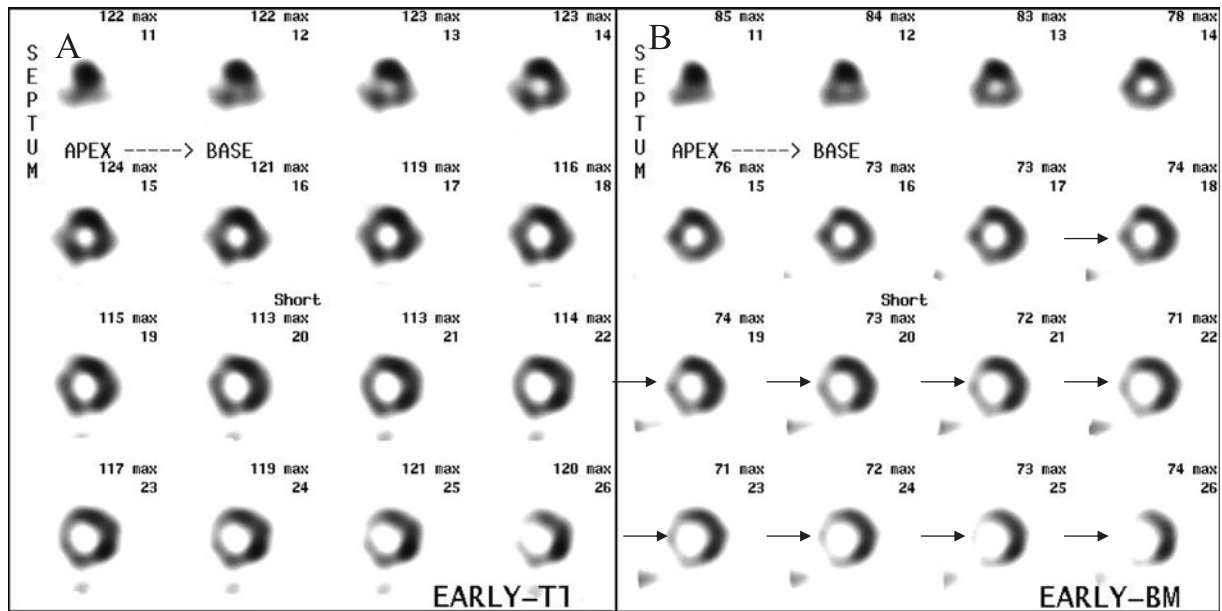 A
SEPTUM
122 max 122 max 123 max 123 max
11 12 13 14
APEX -----> BASE
124 max 121 max 119 max 116 max
15 16 17 18
Short
115 max 113 max 113 max 114 max
19 20 21 22
117 max 119 max 121 max 120 max
23 24 25 26
EARLY-Tl
B
SEPTUM
85 max 84 max 83 max 78 max
11 12 13 14
APEX -----> BASE
76 max 73 max 73 max 74 max
15 16 17 18
Short
74 max 73 max 72 max 71 max
19 20 21 22
71 max 72 max 73 max 74 max
23 24 25 26
EARLY-BM